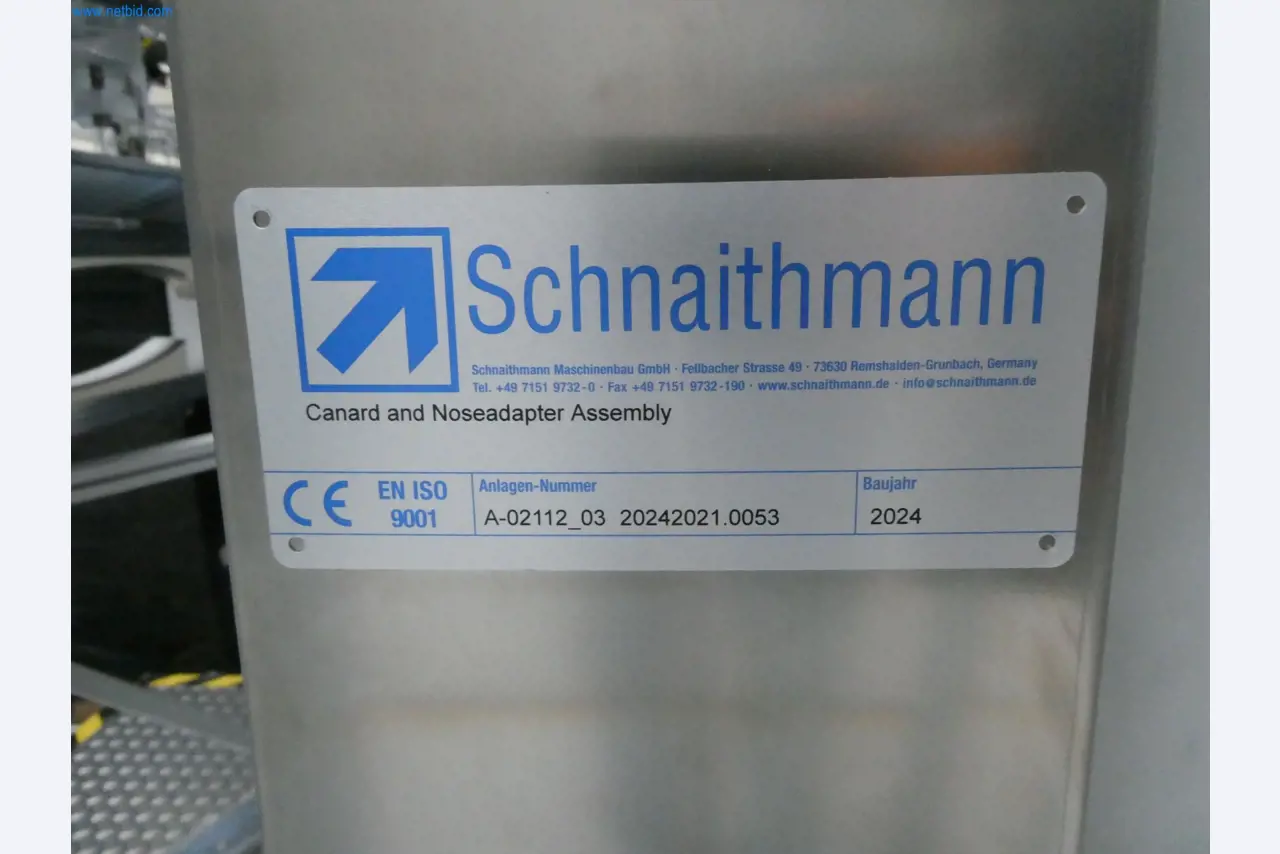 www.netbid.com
Schnaithmann
Schnaithmann Maschinenbau GmbH · Fellbacher Strasse 49 · 73630 Remshalden-Grunbach, Germany
Tel. +49 7151 9732-0 · Fax +49 7151 9732-190 · www.schnaithmann.de · info@schnaithmann.de
Canard and Noseadapter Assembly
CE EN ISO 9001
Anlagen-Nummer
A-02112_03 20242021.0053
Baujahr
2024